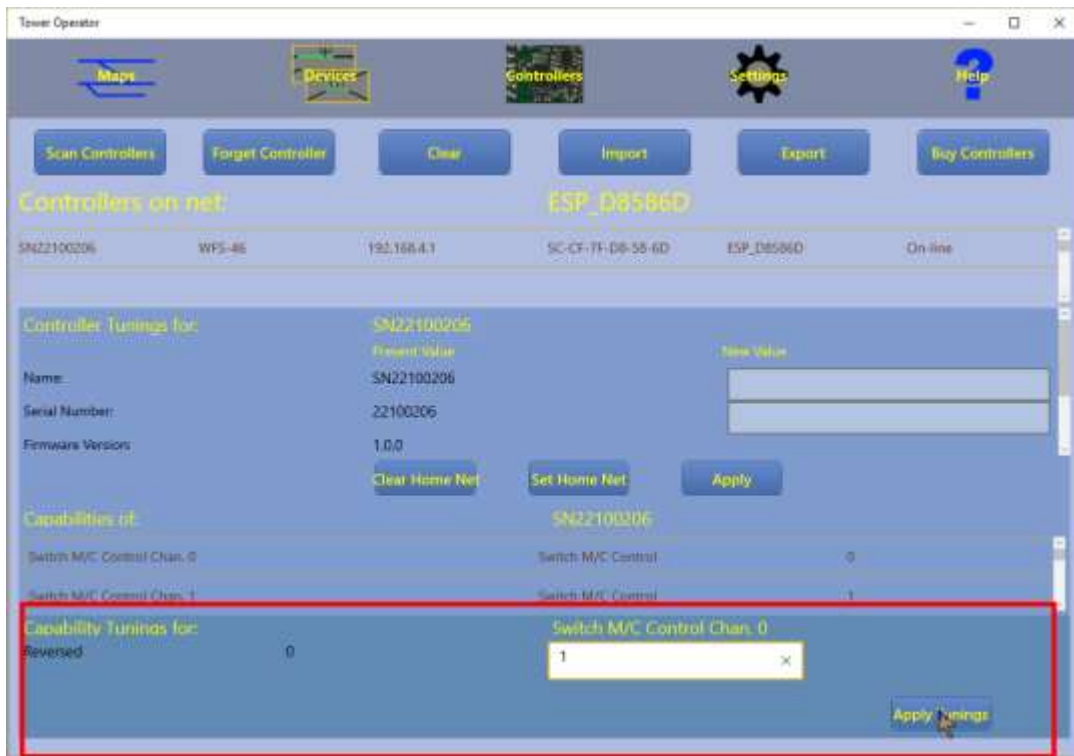 Tower Operator
Maps Devices Controllers Settings Help
Scan Controllers Forget Controller Clear Import Export Buy Controllers
Controllers on net: ESP_D8586D
SN22100206 WFS-46 192.168.4.1 5C-CF-7F-D8-58-6D ESP_D8586D On-line
Controller Tunings for: SN22100206
Present Value New Value
Name: SN22100206
Serial Number: 22100206
Firmware Version: 1.0.0
Clear Home Net Set Home Net Apply
Capabilities of: SN22100206
Switch M/C Control Chan. 0 Switch M/C Control 0
Switch M/C Control Chan. 1 Switch M/C Control 1
Capability Tunings for: Switch M/C Control Chan. 0
Reversed 0 1
Apply Tunings